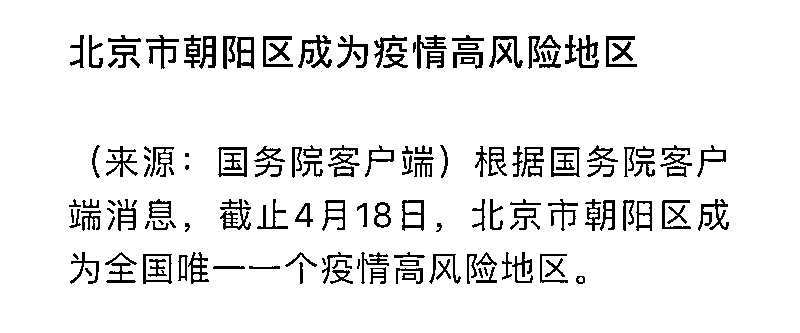 北京市朝阳区成为疫情高风险地区
（来源：国务院客户端）根据国务院客户
端消息，截止4月18日，北京市朝阳区成
为全国唯一一个疫情高风险地区。